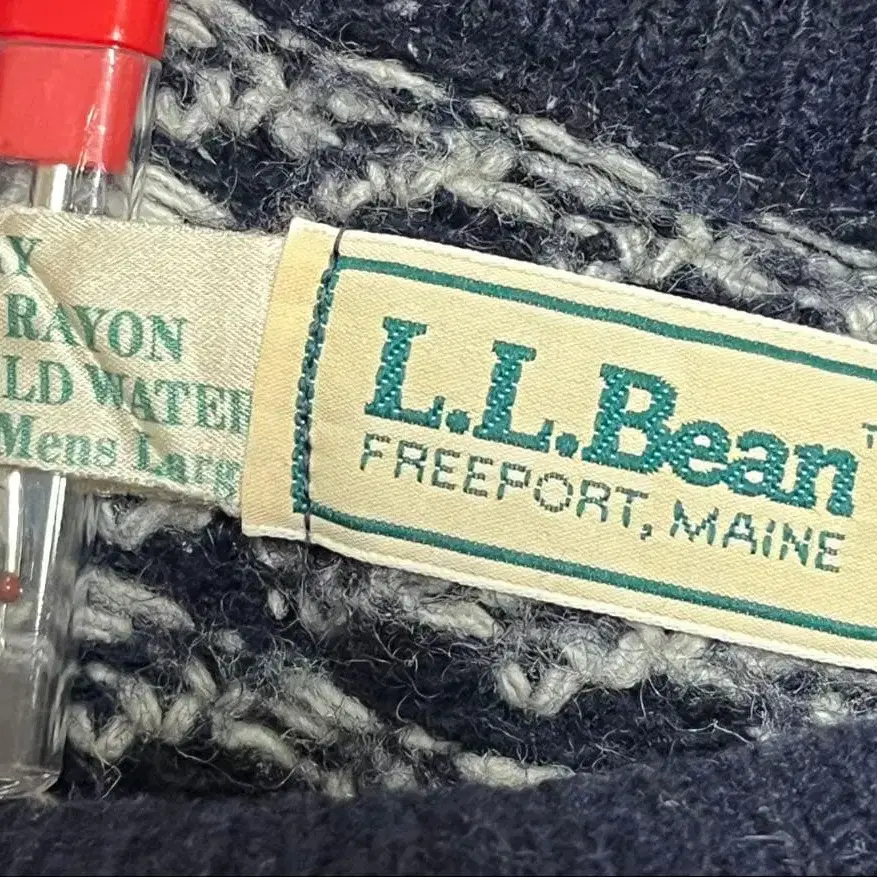 RAYON
LD WATER
Mens Larg
L.L.Bean
FREEPORT, MAINE